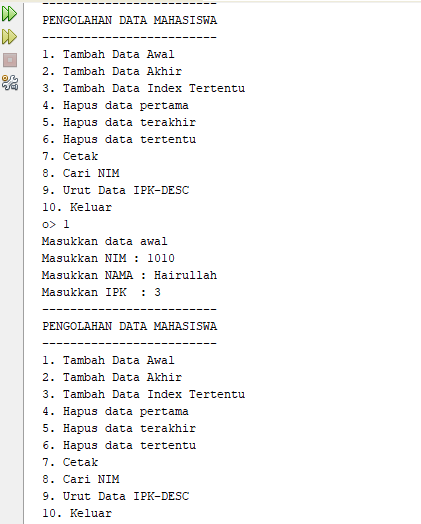 -------------------------
PENGOLAHAN DATA MAHASISWA
-------------------------
1. Tambah Data Awal
2. Tambah Data Akhir
3. Tambah Data Index Tertentu
4. Hapus data pertama
5. Hapus data terakhir
6. Hapus data tertentu
7. Cetak
8. Cari NIM
9. Urut Data IPK-DESC
10. Keluar
o> 1
Masukkan data awal
Masukkan NIM : 1010
Masukkan NAMA : Hairullah
Masukkan IPK  : 3
-------------------------
PENGOLAHAN DATA MAHASISWA
-------------------------
1. Tambah Data Awal
2. Tambah Data Akhir
3. Tambah Data Index Tertentu
4. Hapus data pertama
5. Hapus data terakhir
6. Hapus data tertentu
7. Cetak
8. Cari NIM
9. Urut Data IPK-DESC
10. Keluar